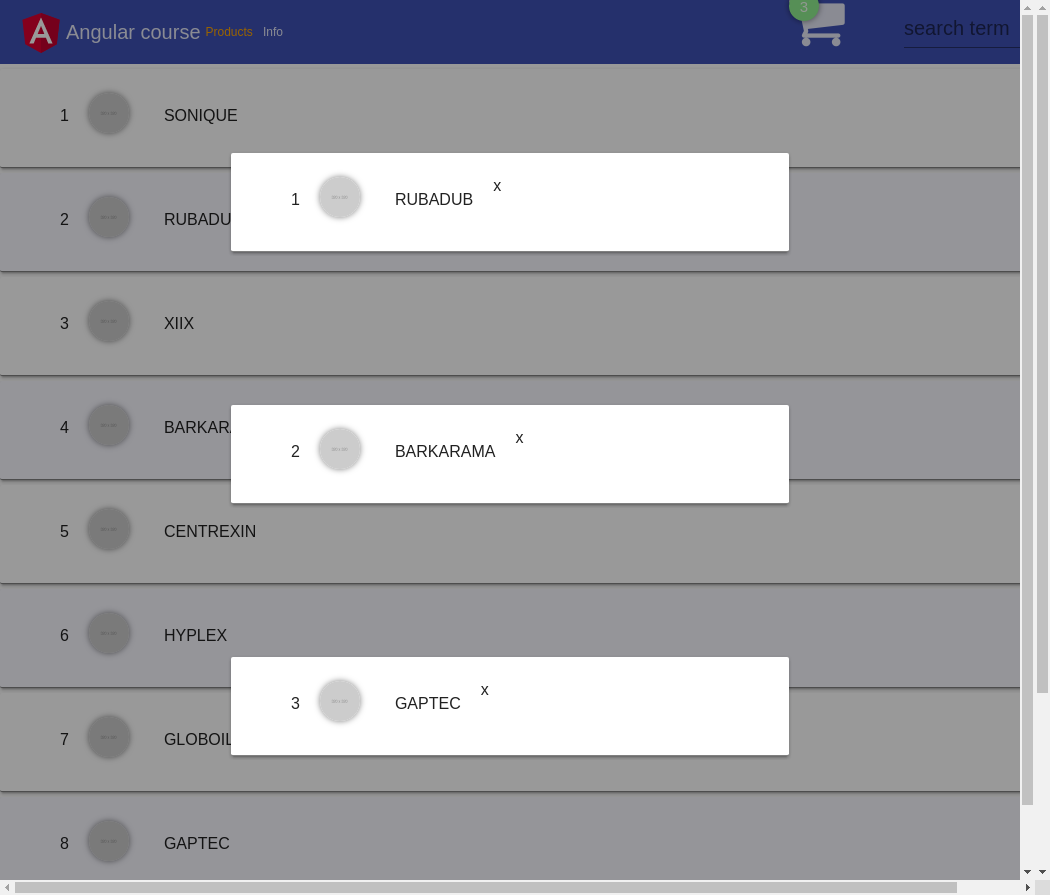 Angular course Products Info 3 search term
1 SONIQUE
1 RUBADUB x
2 RUBADU
3 XIIX
4 BARKARA
2 BARKARAMA x
5 CENTREXIN
6 HYPLEX
3 GAPTEC x
7 GLOBOIL
8 GAPTEC